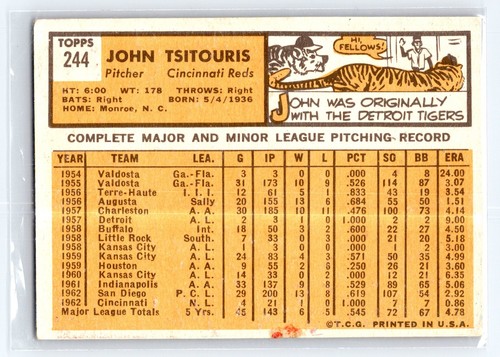 TOPPS
244
JOHN TSITOURIS
Pitcher Cincinnati Reds
HT: 6:00 WT: 178 THROWS: Right
BATS: Right BORN: 5/4/1936
HOME: Monroe, N. C.
HI, FELLOWS!
JOHN WAS ORIGINALLY
WITH THE DETROIT TIGERS
COMPLETE MAJOR AND MINOR LEAGUE PITCHING RECORD
YEAR TEAM LEA. G IP W L PCT SO BB ERA
1954 Valdosta Ga.-Fla. 3 3 0 0 .000 4 8 24.00
1955 Valdosta Ga.-Fla. 31 173 10 9 .526 114 87 3.07
1956 Terre-Haute I. I. I. 12 61 5 1 .833 43 19 3.54
1956 Augusta Sally 20 155 13 6 .684 55 50 1.51
1957 Charleston A. A. 30 185 10 11 .476 100 73 4.14
1957 Detroit A. L. 2 3 1 0 .000 2 2 9.00
1958 Buffalo Int. 18 50 3 2 .600 22 27 4.50
1958 Little Rock South. 7 33 0 3 .000 21 20 5.18
1958 Kansas City A. L. 1 3 0 0 .000 1 2 3.00
1959 Kansas City A. L. 24 83 4 3 .571 50 35 4.99
1959 Houston A. A. 9 55 2 6 .250 26 21 3.60
1960 Kansas City A. L. 14 33 0 2 .000 12 21 6.35
1961 Indianapolis A. A. 33 137 9 8 .529 89 65 5.06
1962 San Diego P. C. L. 29 200 13 8 .619 107 54 2.92
1962 Cincinnati N. L. 4 21 1 0 .000 7 7 0.86
Major League Totals 5 Yrs. 45 143 6 5 .545 72 67 4.78
©T.C.G. PRINTED IN U.S.A.